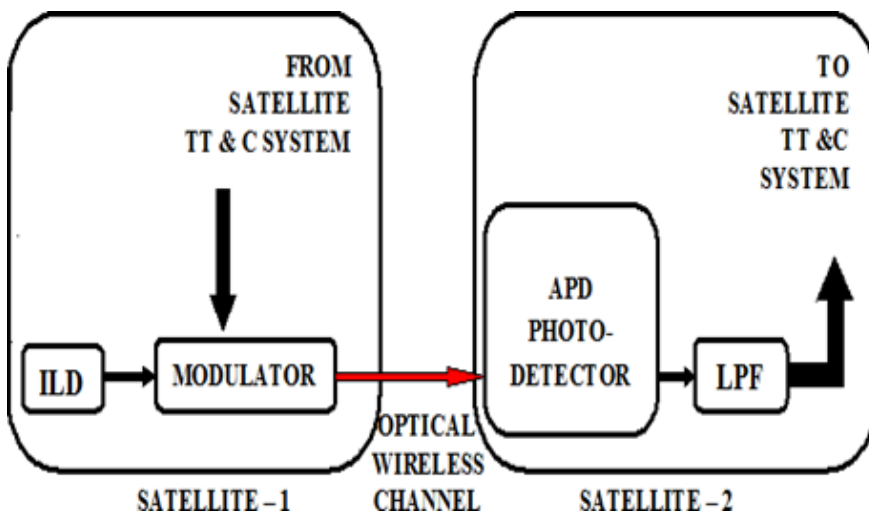 FROM
SATELLITE
TT & C SYSTEM
ILD
MODULATOR
OPTICAL
WIRELESS
CHANNEL
SATELLITE – 1
TO
SATELLITE
TT &C
SYSTEM
APD
PHOTO-
DETECTOR
LPF
SATELLITE – 2